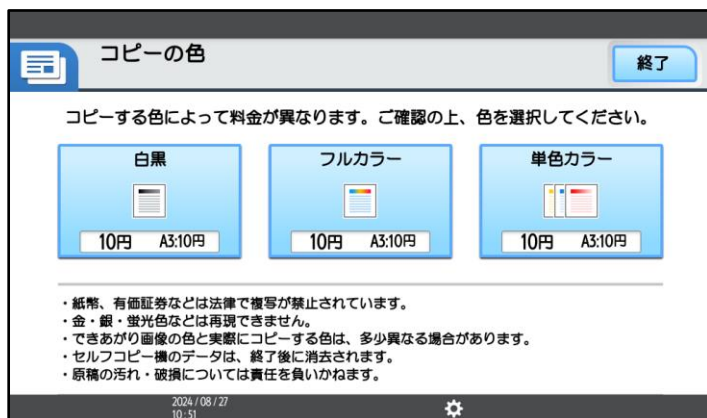 コピーの色
終了
コピーする色によって料金が異なります。ご確認の上、色を選択してください。
白黒
10円 A3:10円
フルカラー
10円 A3:10円
単色カラー
10円 A3:10円
・紙幣、有価証券などは法律で複写が禁止されています。
・金・銀・蛍光色などは再現できません。
・できあがり画像の色と実際にコピーする色は、多少異なる場合があります。
・セルフコピー機のデータは、終了後に消去されます。
・原稿の汚れ・破損については責任を負いかねます。
2024/08/27
10:51